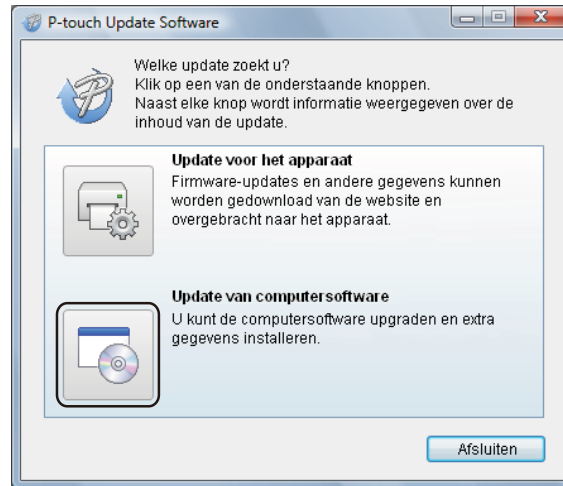 P-touch Update Software
Welke update zoekt u?
Klik op een van de onderstaande knoppen.
Naast elke knop wordt informatie weergegeven over de
inhoud van de update.
Update voor het apparaat
Firmware-updates en andere gegevens kunnen
worden gedownload van de website en
overgebracht naar het apparaat.
Update van computersoftware
U kunt de computersoftware upgraden en extra
gegevens installeren.
Afsluiten